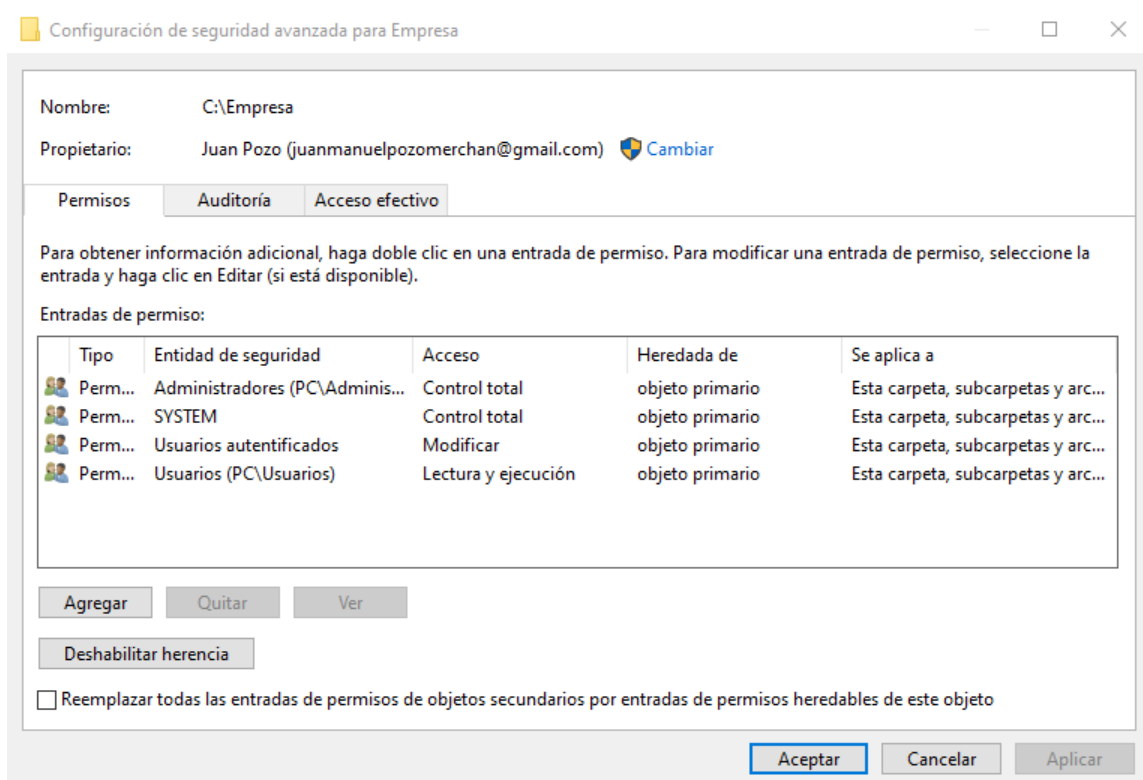 Configuración de seguridad avanzada para Empresa
Nombre: C:\Empresa
Propietario: Juan Pozo (juanmanuelpozomerchan@gmail.com) Cambiar
Permisos Auditoría Acceso efectivo
Para obtener información adicional, haga doble clic en una entrada de permiso. Para modificar una entrada de permiso, seleccione la
entrada y haga clic en Editar (si está disponible).
Entradas de permiso:
Tipo Entidad de seguridad Acceso Heredada de Se aplica a
Perm... Administradores (PC\Adminis... Control total objeto primario Esta carpeta, subcarpetas y arc...
Perm... SYSTEM Control total objeto primario Esta carpeta, subcarpetas y arc...
Perm... Usuarios autentificados Modificar objeto primario Esta carpeta, subcarpetas y arc...
Perm... Usuarios (PC\Usuarios) Lectura y ejecución objeto primario Esta carpeta, subcarpetas y arc...
Agregar Quitar Ver
Deshabilitar herencia
Reemplazar todas las entradas de permisos de objetos secundarios por entradas de permisos heredables de este objeto
Aceptar Cancelar Aplicar